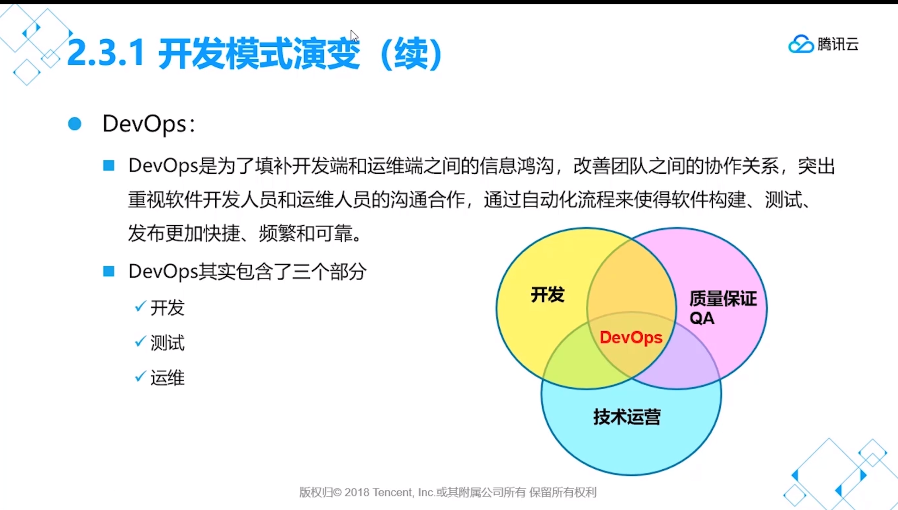 2.3.1 开发模式演变（续）
腾讯云
DevOps：
DevOps是为了填补开发端和运维端之间的信息鸿沟，改善团队之间的协作关系，突出
重视软件开发人员和运维人员的沟通合作，通过自动化流程来使得软件构建、测试、
发布更加快捷、频繁和可靠。
DevOps其实包含了三个部分
开发
测试
运维
开发
质量保证
QA
DevOps
技术运营
版权归© 2018 Tencent, Inc.或其附属公司所有 保留所有权利